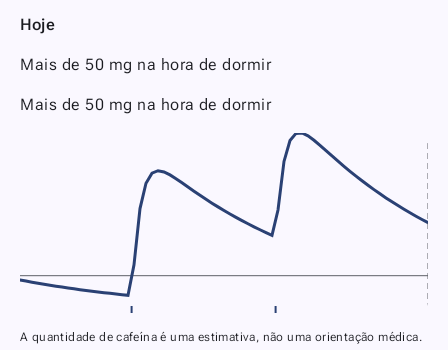 Hoje
Mais de 50 mg na hora de dormir
Mais de 50 mg na hora de dormir
A quantidade de cafeína é uma estimativa, não uma orientação médica.